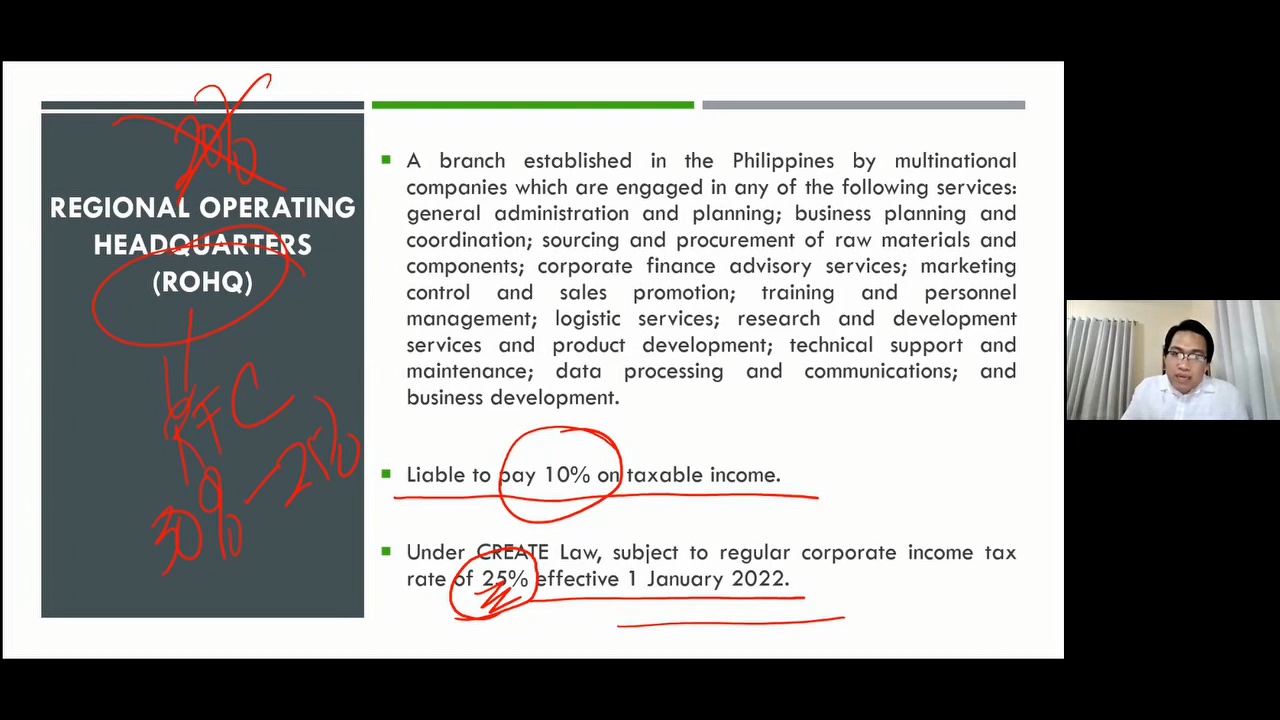 20%
REGIONAL OPERATING
HEADQUARTERS
(ROHQ)
RFC
30% - 25%
A branch established in the Philippines by multinational
companies which are engaged in any of the following services:
general administration and planning; business planning and
coordination; sourcing and procurement of raw materials and
components; corporate finance advisory services; marketing
control and sales promotion; training and personnel
management; logistic services; research and development
services and product development; technical support and
maintenance; data processing and communications; and
business development.
Liable to pay 10% on taxable income.
Under CREATE Law, subject to regular corporate income tax
rate of 25% effective 1 January 2022.